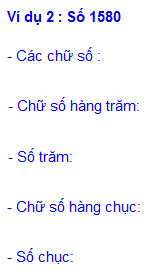 Ví dụ 2 : Số 1580
- Các chữ số :
- Chữ số hàng trăm:
- Số trăm:
- Chữ số hàng chục:
- Số chục: